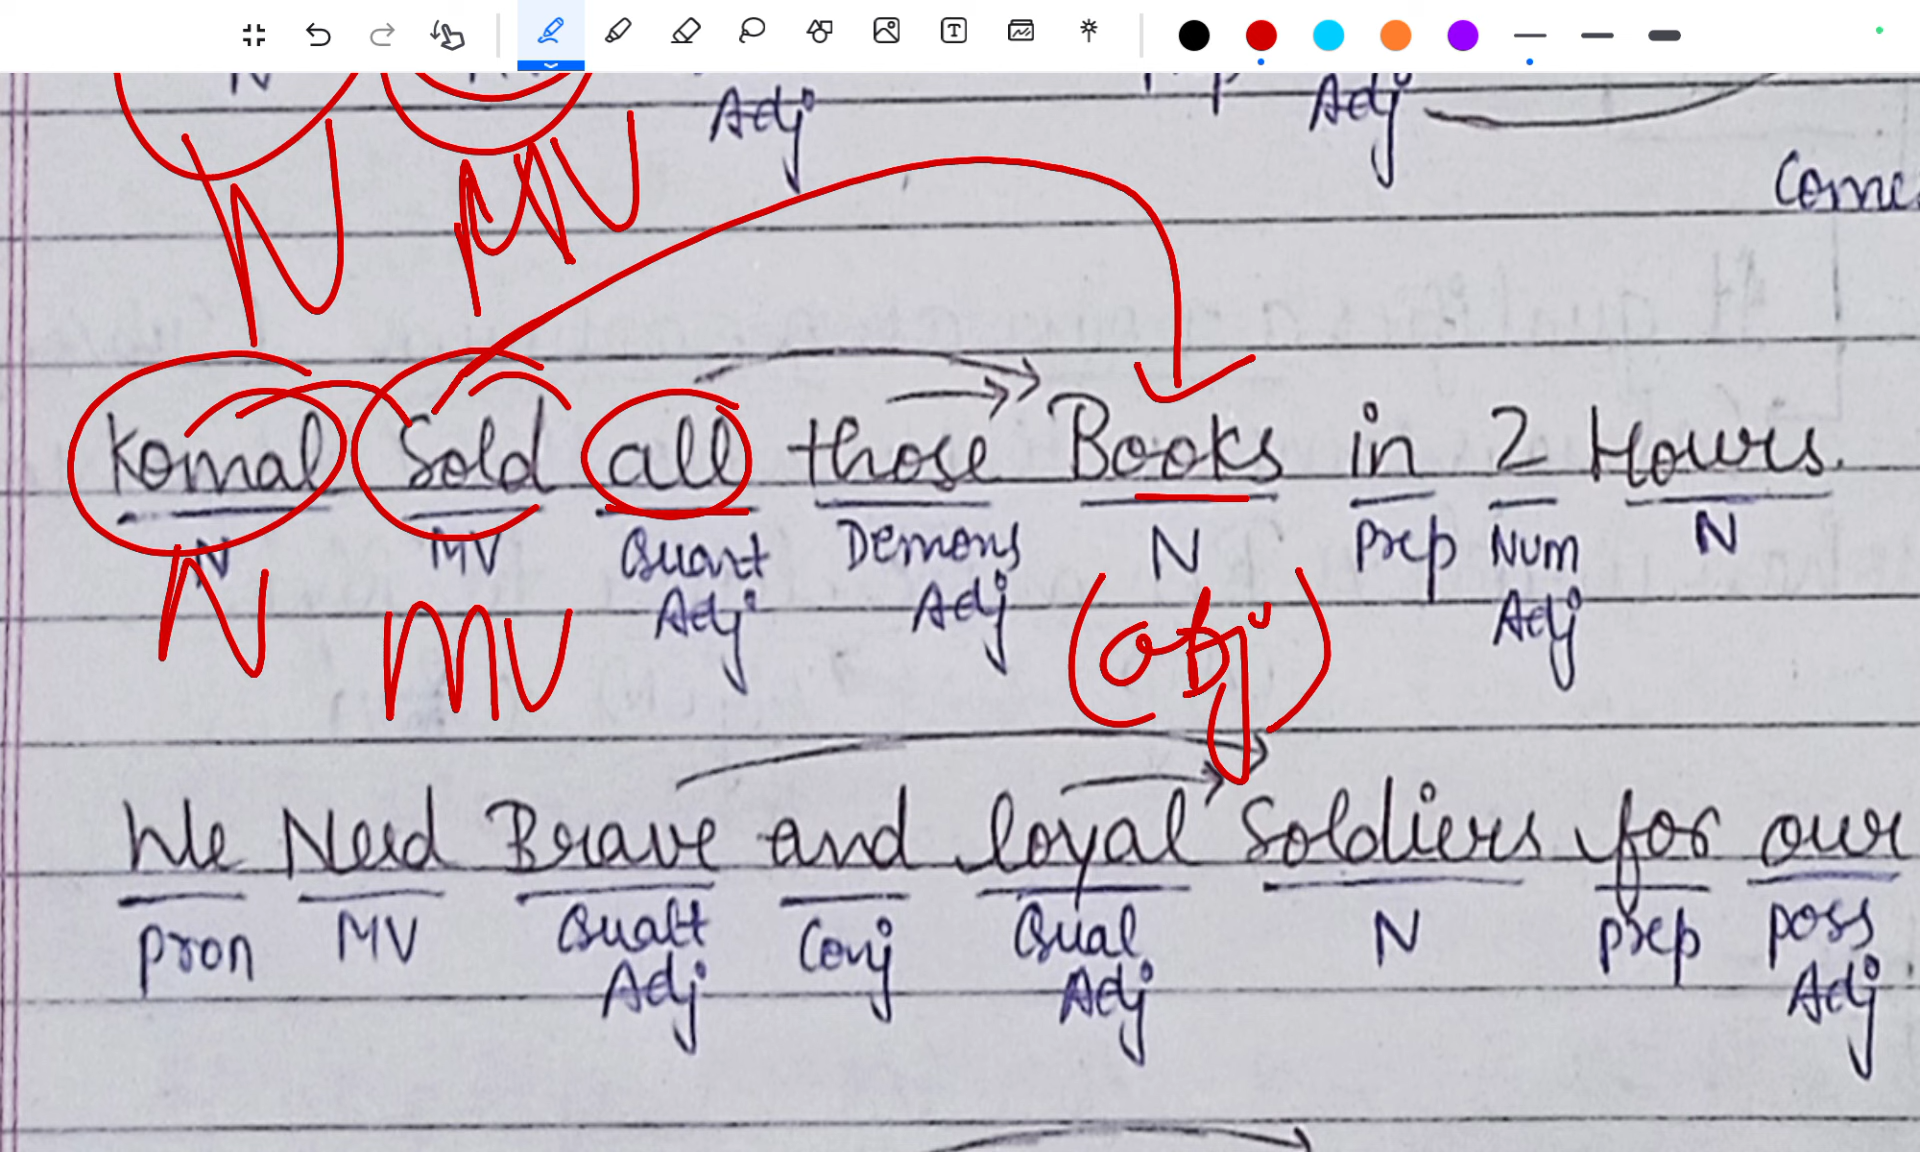 N
Adj Adj
N MV
Come
Komal Sold all those Books in 2 Hours.
N MV Quant Adj Demons Adj N Prep Num Adj N
N MV (obj)
We Need Brave and loyal Soldiers for our
pron MV Qualt Adj Conj Qual Adj N prep poss Adj